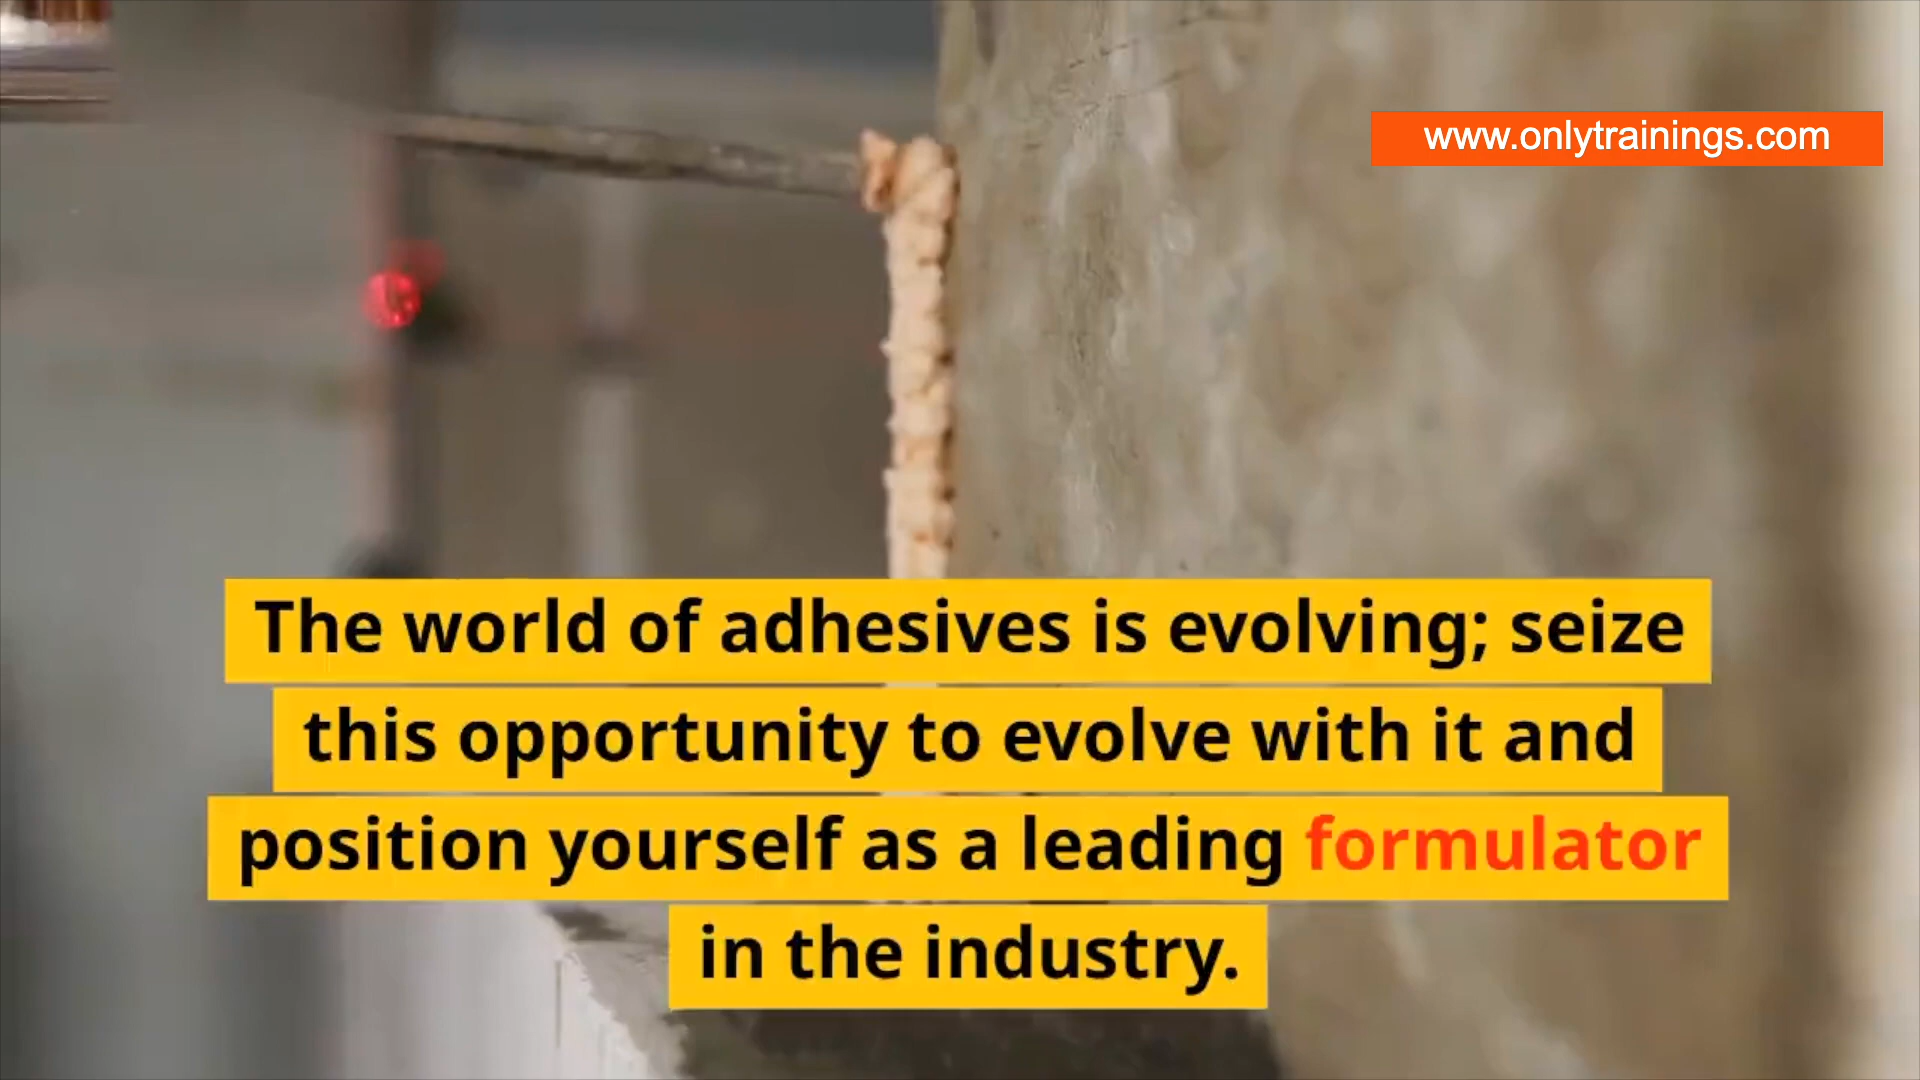 www.onlytrainings.com
The world of adhesives is evolving; seize
this opportunity to evolve with it and
position yourself as a leading formulator
in the industry.